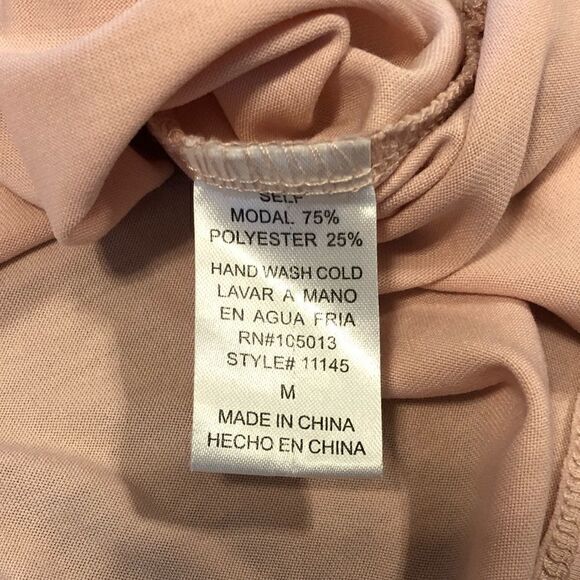 SELF
MODAL 75%
POLYESTER 25%
HAND WASH COLD
LAVAR A MANO
EN AGUA FRIA
RN#105013
STYLE# 11145
M
MADE IN CHINA
HECHO EN CHINA